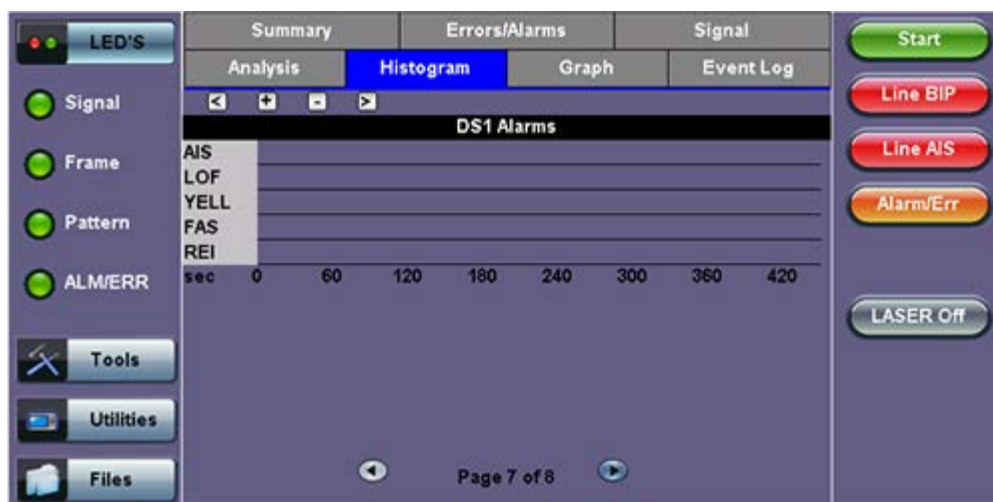 LED'S
Signal
Frame
Pattern
ALM/ERR
Tools
Utilities
Files
Summary Errors/Alarms Signal
Analysis Histogram Graph Event Log
< + - >
DS1 Alarms
AIS
LOF
YELL
FAS
REI
sec 0 60 120 180 240 300 360 420
Page 7 of 8
Start
Line BIP
Line AIS
Alarm/Err
LASER Off